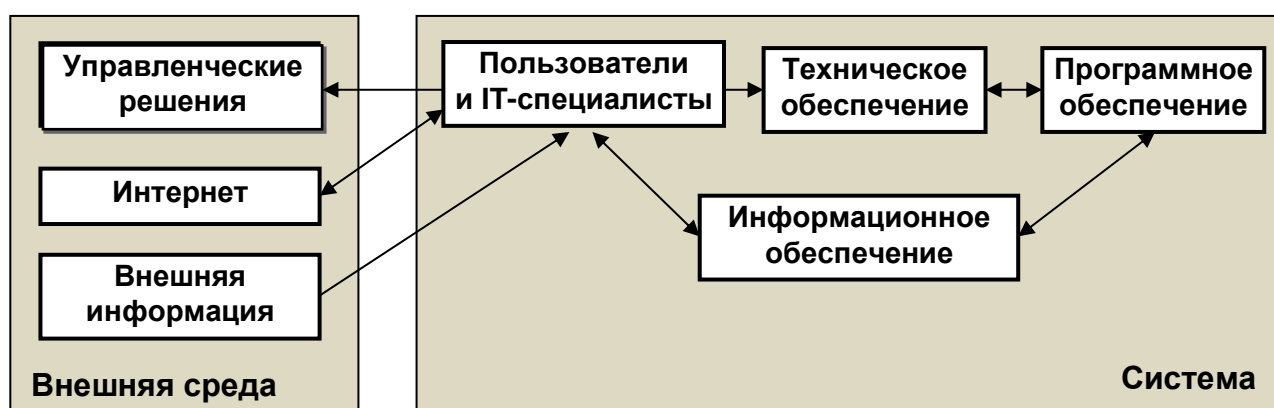 Управленческие
решения
Интернет
Внешняя
информация
Внешняя среда
Пользователи
и IT-специалисты
Техническое
обеспечение
Программное
обеспечение
Информационное
обеспечение
Система